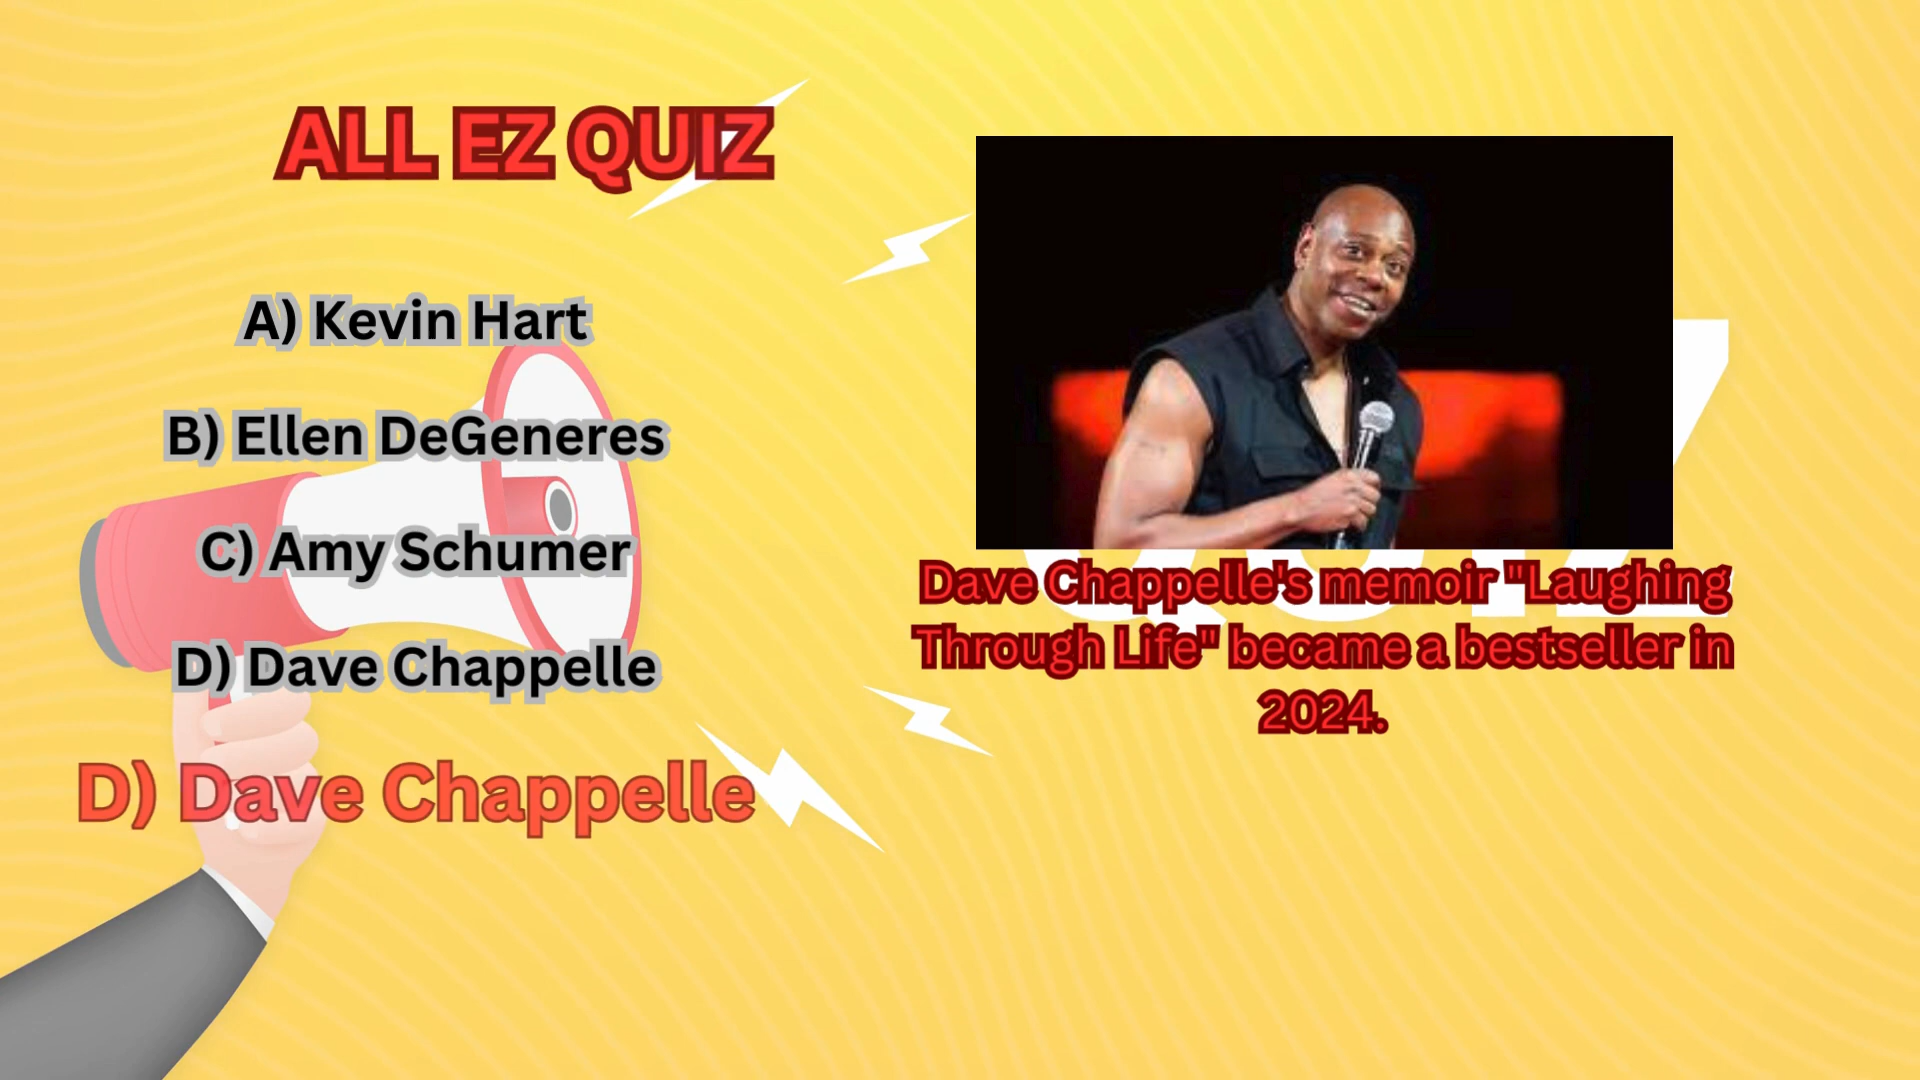 ALL EZ QUIZ
A) Kevin Hart
B) Ellen DeGeneres
C) Amy Schumer
D) Dave Chappelle
D) Dave Chappelle
Dave Chappelle's memoir "Laughing
Through Life" became a bestseller in
2024.